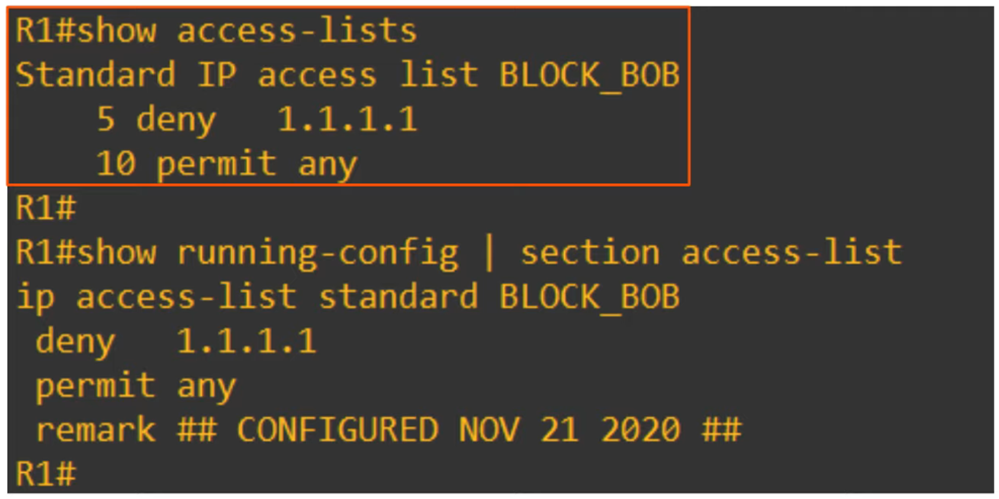 R1#show access-lists
Standard IP access list BLOCK_BOB
    5 deny   1.1.1.1
    10 permit any
R1#
R1#show running-config | section access-list
ip access-list standard BLOCK_BOB
 deny   1.1.1.1
 permit any
 remark ## CONFIGURED NOV 21 2020 ##
R1#